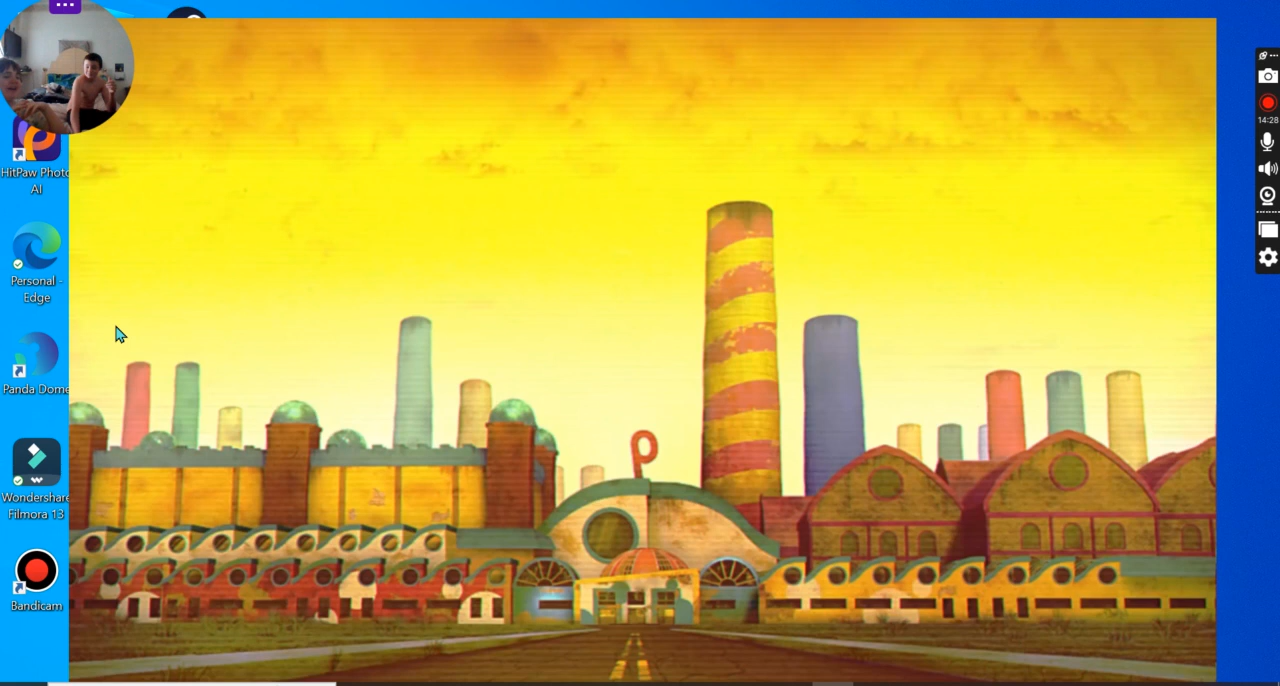 HitPaw Photo
AI
Personal -
Edge
Panda Dome
Wondershare
Filmora 13
Bandicam
P
14:28